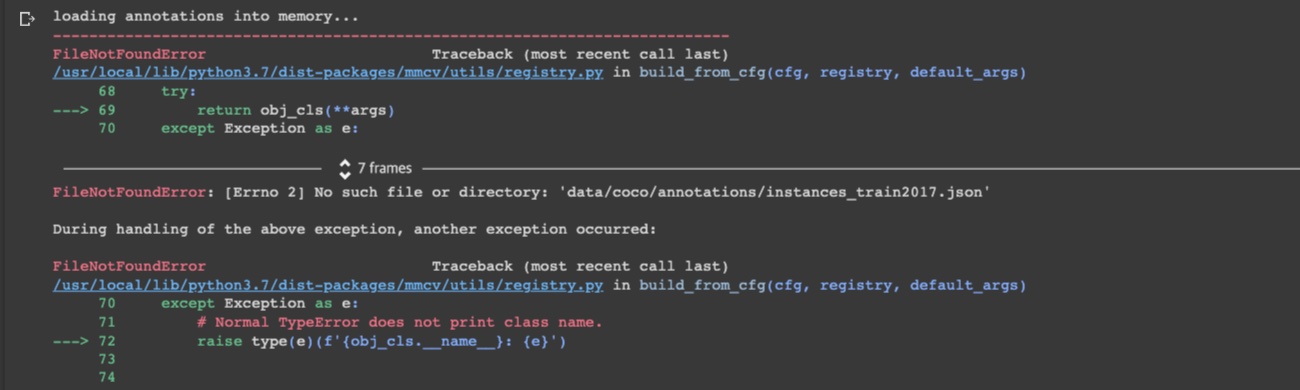 loading annotations into memory...
---------------------------------------------------------------------------
FileNotFoundError                         Traceback (most recent call last)
/usr/local/lib/python3.7/dist-packages/mmcv/utils/registry.py in build_from_cfg(cfg, registry, default_args)
     68     try:
---> 69         return obj_cls(**args)
     70     except Exception as e:
7 frames
FileNotFoundError: [Errno 2] No such file or directory: 'data/coco/annotations/instances_train2017.json'
During handling of the above exception, another exception occurred:
FileNotFoundError                         Traceback (most recent call last)
/usr/local/lib/python3.7/dist-packages/mmcv/utils/registry.py in build_from_cfg(cfg, registry, default_args)
     70     except Exception as e:
     71         # Normal TypeError does not print class name.
---> 72         raise type(e)(f'{obj_cls.__name__}: {e}')
     73
     74